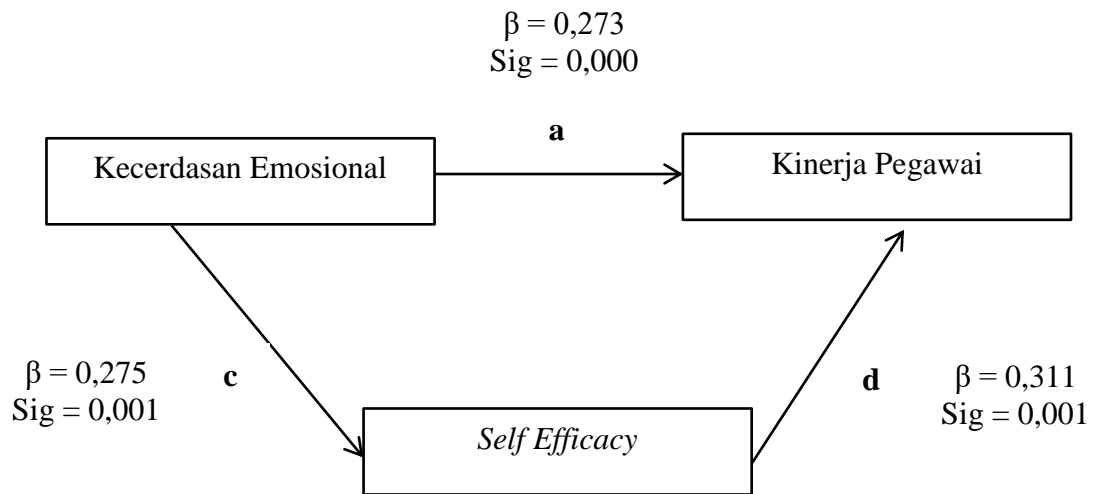 β = 0,273
Sig = 0,000
a
Kecerdasan Emosional
Kinerja Pegawai
β = 0,275
Sig = 0,001
c
d
β = 0,311
Sig = 0,001
Self Efficacy